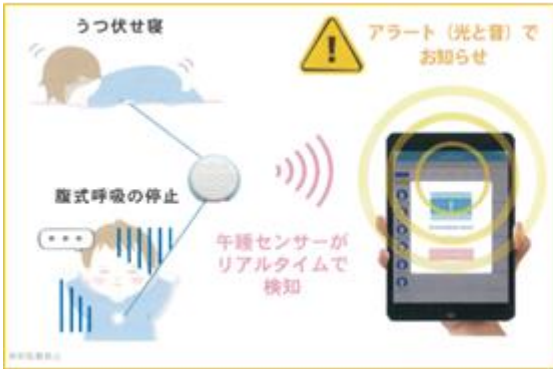 うつ伏せ寝
アラート（光と音）で
お知らせ
腹式呼吸の停止
午睡センサーが
リアルタイムで
検知